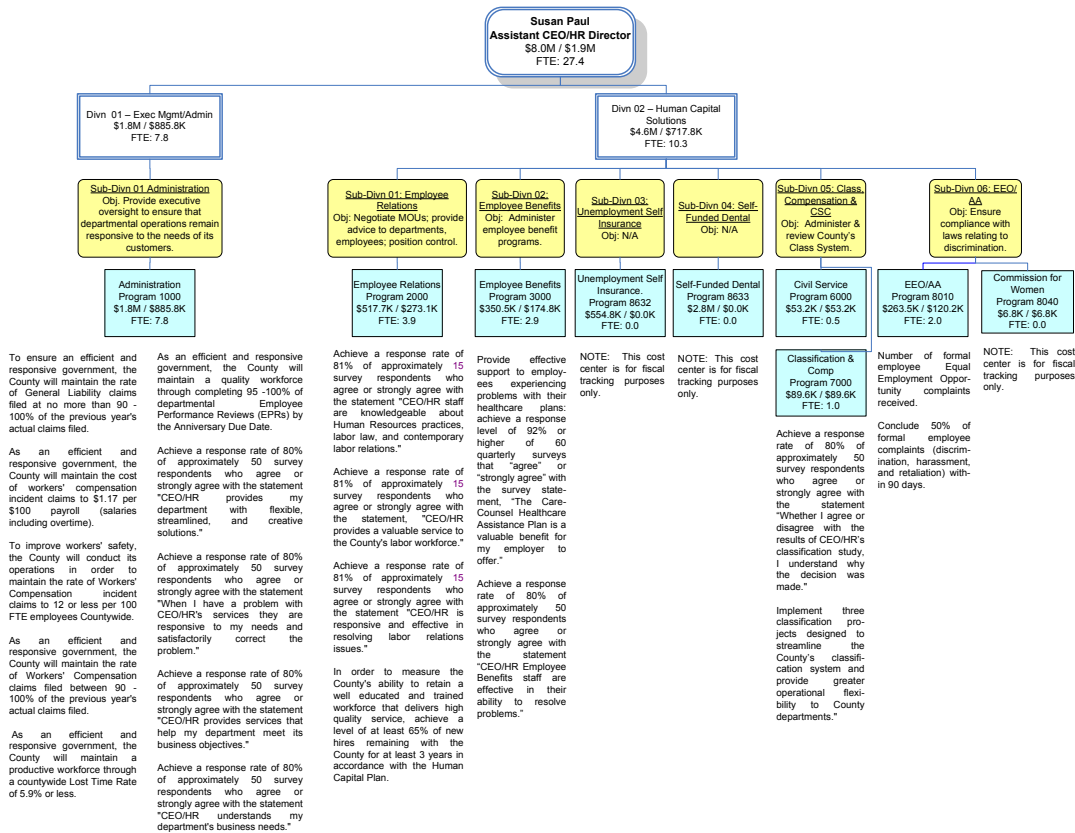 Susan Paul
Assistant CEO/HR Director
$8.0M / $1.9M
FTE: 27.4
Divn 01 – Exec Mgmt/Admin
$1.8M / $885.8K
FTE: 7.8
Divn 02 – Human Capital
Solutions
$4.6M / $717.8K
FTE: 10.3
Sub-Divn 01 Administration
Obj. Provide executive
oversight to ensure that
departmental operations remain
responsive to the needs of its
customers.
Sub-Divn 01: Employee
Relations
Obj: Negotiate MOUs; provide
advice to departments,
employees; position control.
Sub-Divn 02:
Employee Benefits
Obj: Administer
employee benefit
programs.
Sub-Divn 03:
Unemployment Self
Insurance
Obj: N/A
Sub-Divn 04: Self-
Funded Dental
Obj: N/A
Sub-Divn 05: Class,
Compensation &
CSC
Obj: Administer &
review County's
Class System.
Sub-Divn 06: EEO/
AA
Obj: Ensure
compliance with
laws relating to
discrimination.
Administration
Program 1000
$1.8M / $885.8K
FTE: 7.8
Employee Relations
Program 2000
$517.7K / $273.1K
FTE: 3.9
Employee Benefits
Program 3000
$350.5K / $174.8K
FTE: 2.9
Unemployment Self
Insurance.
Program 8632
$554.8K / $0.0K
FTE: 0.0
Self-Funded Dental
Program 8633
$2.8M / $0.0K
FTE: 0.0
Civil Service
Program 6000
$53.2K / $53.2K
FTE: 0.5
EEO/AA
Program 8010
$263.5K / $120.2K
FTE: 2.0
Commission for
Women
Program 8040
$6.8K / $6.8K
FTE: 0.0
Classification &
Comp
Program 7000
$89.6K / $89.6K
FTE: 1.0
To ensure an efficient and
responsive government, the
County will maintain the rate
of General Liability claims
filed at no more than 90 -
100% of the previous year's
actual claims filed.
As an efficient and
responsive government, the
County will maintain the cost
of workers' compensation
incident claims to $1.17 per
$100 payroll (salaries
including overtime).
To improve workers' safety,
the County will conduct its
operations in order to
maintain the rate of Workers'
Compensation incident
claims to 12 or less per 100
FTE employees Countywide.
As an efficient and
responsive government, the
County will maintain the rate
of Workers' Compensation
claims filed between 90 -
100% of the previous year's
actual claims filed.
As an efficient and
responsive government, the
County will maintain a
productive workforce through
a countywide Lost Time Rate
of 5.9% or less.
As an efficient and responsive
government, the County will
maintain a quality workforce
through completing 95 -100% of
departmental Employee
Performance Reviews (EPRs) by
the Anniversary Due Date.
Achieve a response rate of 80%
of approximately 50 survey
respondents who agree or
strongly agree with the statement
"CEO/HR provides my
department with flexible,
streamlined, and creative
solutions."
Achieve a response rate of 80%
of approximately 50 survey
respondents who agree or
strongly agree with the statement
"When I have a problem with
CEO/HR's services they are
responsive to my needs and
satisfactorily correct the
problem."
Achieve a response rate of 80%
of approximately 50 survey
respondents who agree or
strongly agree with the statement
"CEO/HR provides services that
help my department meet its
business objectives."
Achieve a response rate of 80%
of approximately 50 survey
respondents who agree or
strongly agree with the statement
"CEO/HR understands my
department's business needs."
Achieve a response rate of
81% of approximately 15
survey respondents who
agree or strongly agree with
the statement "CEO/HR staff
are knowledgeable about
Human Resources practices,
labor law, and contemporary
labor relations."
Achieve a response rate of
81% of approximately 15
survey respondents who
agree or strongly agree with
the statement, "CEO/HR
provides a valuable service to
the County's labor workforce."
Achieve a response rate of
81% of approximately 15
survey respondents who
agree or strongly agree with
the statement "CEO/HR is
responsive and effective in
resolving labor relations
issues."
In order to measure the
County's ability to retain a
well educated and trained
workforce that delivers high
quality service, achieve a
level of at least 65% of new
hires remaining with the
County for at least 3 years in
accordance with the Human
Capital Plan.
Provide effective
support to employ-
ees experiencing
problems with their
healthcare plans:
achieve a response
level of 92% or
higher of 60
quarterly surveys
that “agree” or
“strongly agree” with
the survey state-
ment, “The Care-
Counsel Healthcare
Assistance Plan is a
valuable benefit for
my employer to
offer.”
Achieve a response
rate of 80% of
approximately 50
survey respondents
who agree or
strongly agree with
the statement
“CEO/HR Employee
Benefits staff are
effective in their
ability to resolve
problems.”
NOTE: This cost
center is for fiscal
tracking purposes
only.
NOTE: This cost
center is for fiscal
tracking purposes
only.
Achieve a response
rate of 80% of
approximately 50
survey respondents
who agree or
strongly agree with
the statement
“Whether I agree or
disagree with the
results of CEO/HR’s
classification study,
I understand why
the decision was
made.”
Implement three
classification pro-
jects designed to
streamline the
County’s classifi-
cation system and
provide greater
operational flexi-
bility to County
departments."
Number of formal
employee Equal
Employment Oppor-
tunity complaints
received.
Conclude 50% of
formal employee
complaints (discrim-
ination, harassment,
and retaliation) with-
in 90 days.
NOTE: This cost
center is for fiscal
tracking purposes
only.